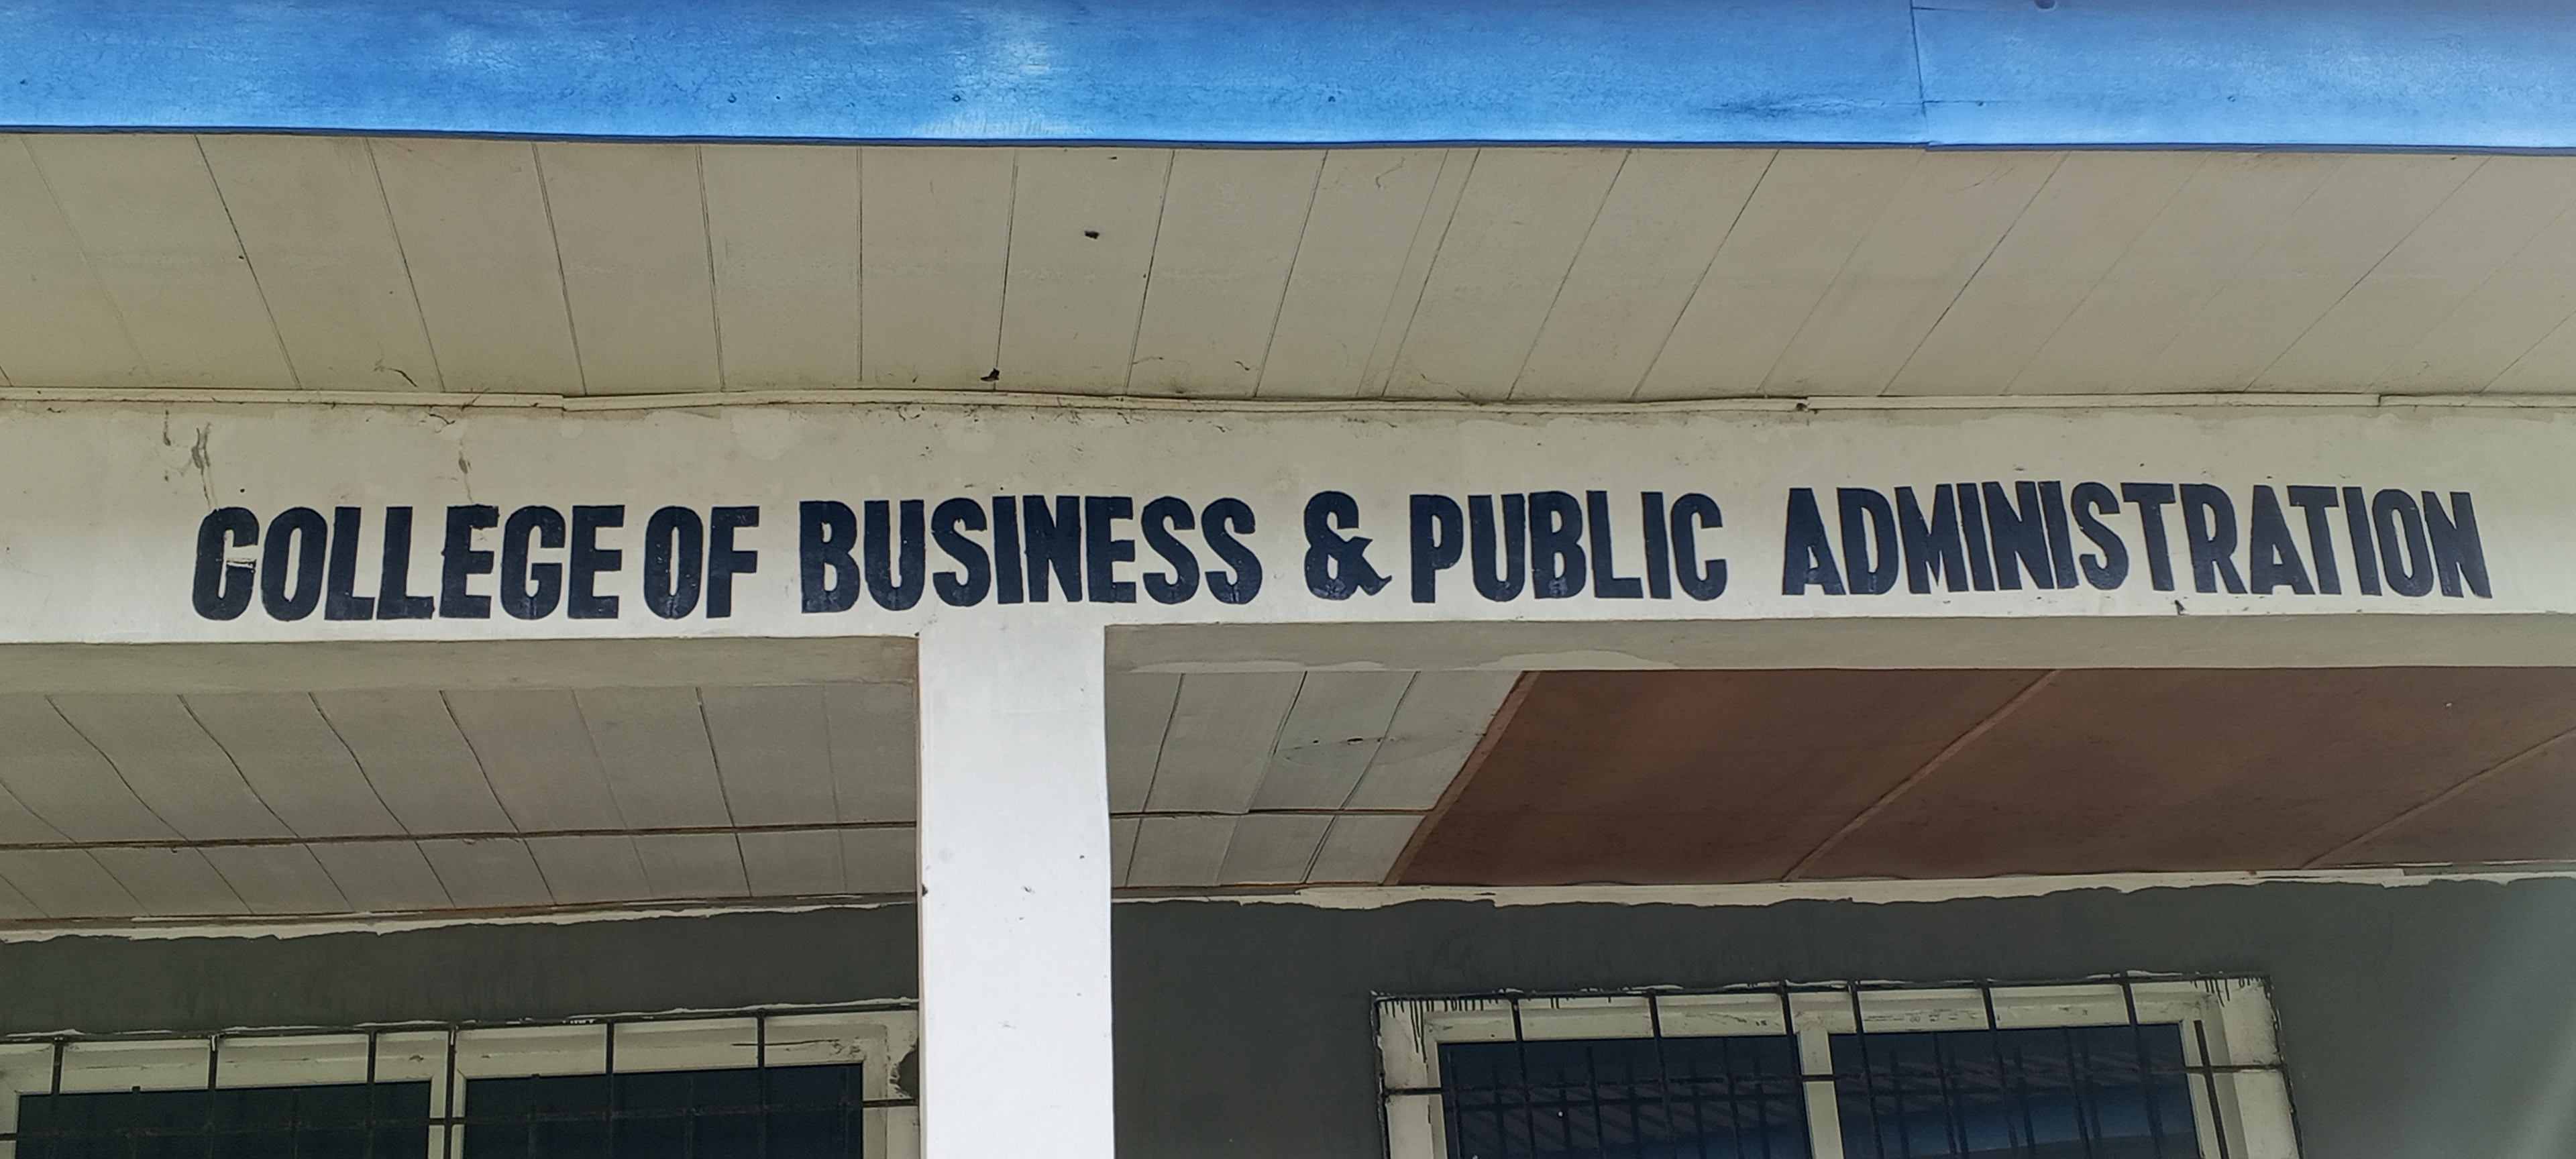 COLLEGE OF BUSINESS & PUBLIC ADMINISTRATION